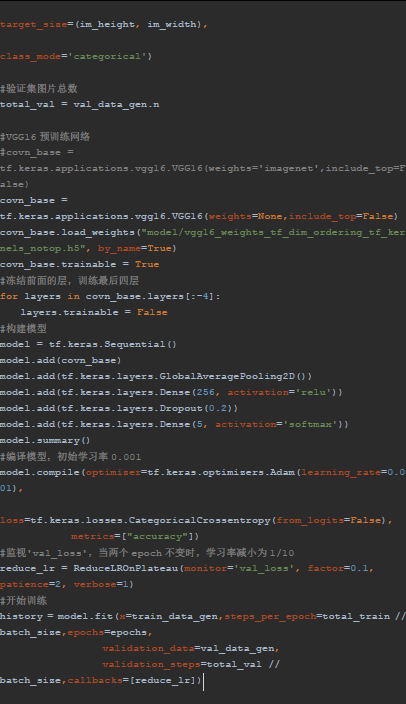 target_size=(im_height, im_width),
class_mode='categorical')
#验证集图片总数
total_val = val_data_gen.n
#VGG16 预训练网络
#covn_base =
tf.keras.applications.vgg16.VGG16(weights='imagenet',include_top=F
alse)
covn_base =
tf.keras.applications.vgg16.VGG16(weights=None,include_top=False)
covn_base.load_weights("model/vgg16_weights_tf_dim_ordering_tf_ker
nels_notop.h5", by_name=True)
covn_base.trainable = True
#冻结前面的层，训练最后四层
for layers in covn_base.layers[:-4]:
layers.trainable = False
#构建模型
model = tf.keras.Sequential()
model.add(covn_base)
model.add(tf.keras.layers.GlobalAveragePooling2D())
model.add(tf.keras.layers.Dense(256, activation='relu'))
model.add(tf.keras.layers.Dropout(0.2))
model.add(tf.keras.layers.Dense(5, activation='softmax'))
model.summary()
#编译模型，初始学习率 0.001
model.compile(optimizer=tf.keras.optimizers.Adam(learning_rate=0.0
01),
loss=tf.keras.losses.CategoricalCrossentropy(from_logits=False),
metrics=["accuracy"])
#监视'val_loss'，当两个 epoch 不变时，学习率减小为 1/10
reduce_lr = ReduceLROnPlateau(monitor='val_loss', factor=0.1,
patience=2, verbose=1)
#开始训练
history = model.fit(x=train_data_gen,steps_per_epoch=total_train //
batch_size,epochs=epochs,
validation_data=val_data_gen,
validation_steps=total_val //
batch_size,callbacks=[reduce_lr])